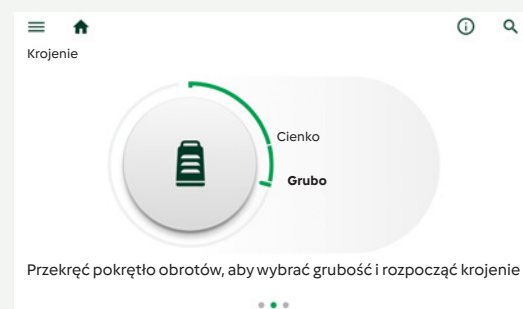 Krojenie
Cienko
Grubo
Przekręć pokrętło obrotów, aby wybrać grubość i rozpocząć krojenie